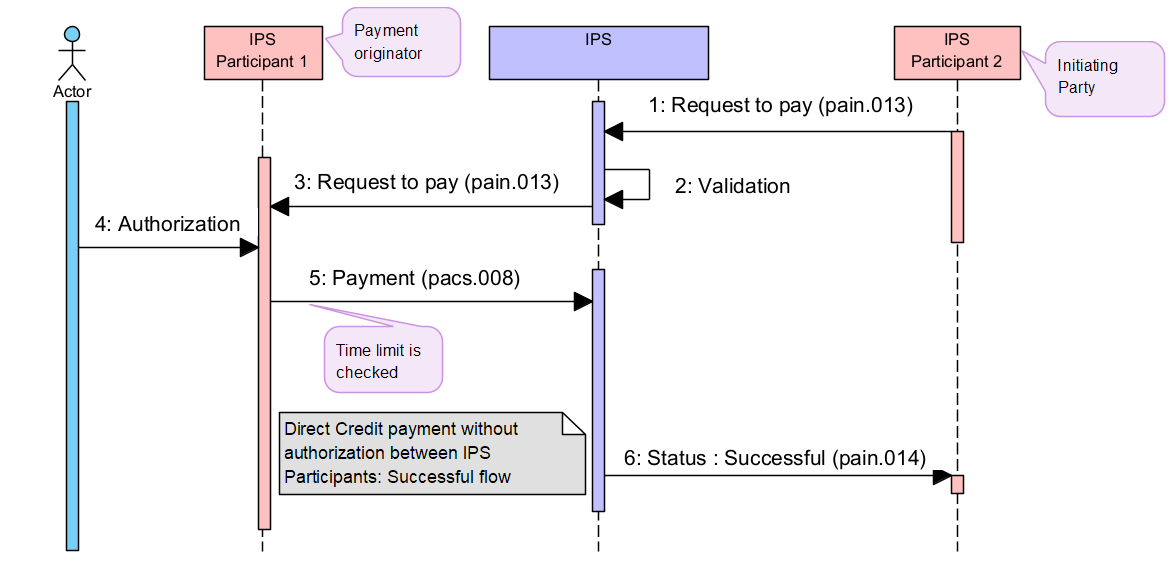 Actor
IPS
Participant 1
Payment
originator
IPS
IPS
Participant 2
Initiating
Party
1: Request to pay (pain.013)
2: Validation
3: Request to pay (pain.013)
4: Authorization
5: Payment (pacs.008)
Time limit is
checked
Direct Credit payment without
authorization between IPS
Participants: Successful flow
6: Status : Successful (pain.014)